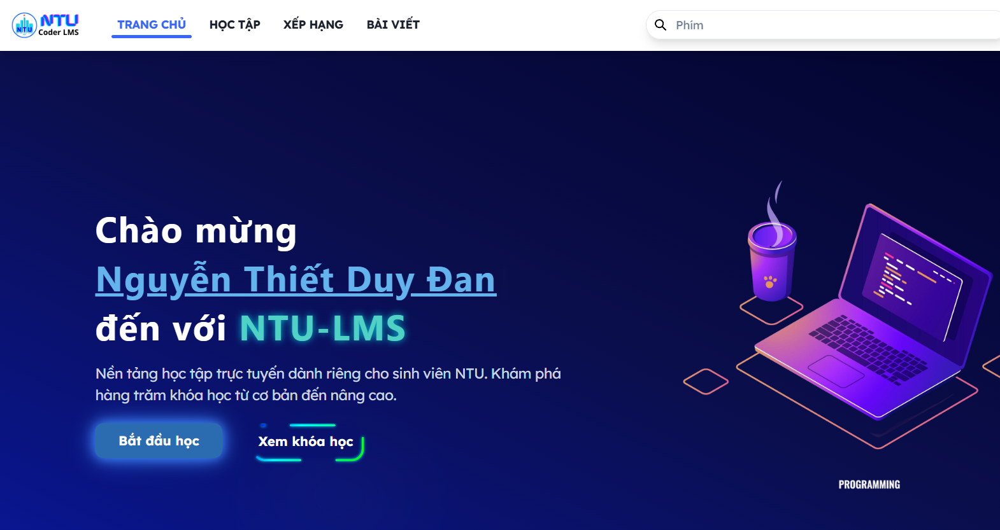 NTU
NTU
Coder LMS
TRANG CHỦ
HỌC TẬP
XẾP HẠNG
BÀI VIẾT
Phím
Chào mừng
Nguyễn Thiết Duy Đan
đến với NTU-LMS
Nền tảng học tập trực tuyến dành riêng cho sinh viên NTU. Khám phá
hàng trăm khóa học từ cơ bản đến nâng cao.
Bắt đầu học
Xem khóa học
PROGRAMMING